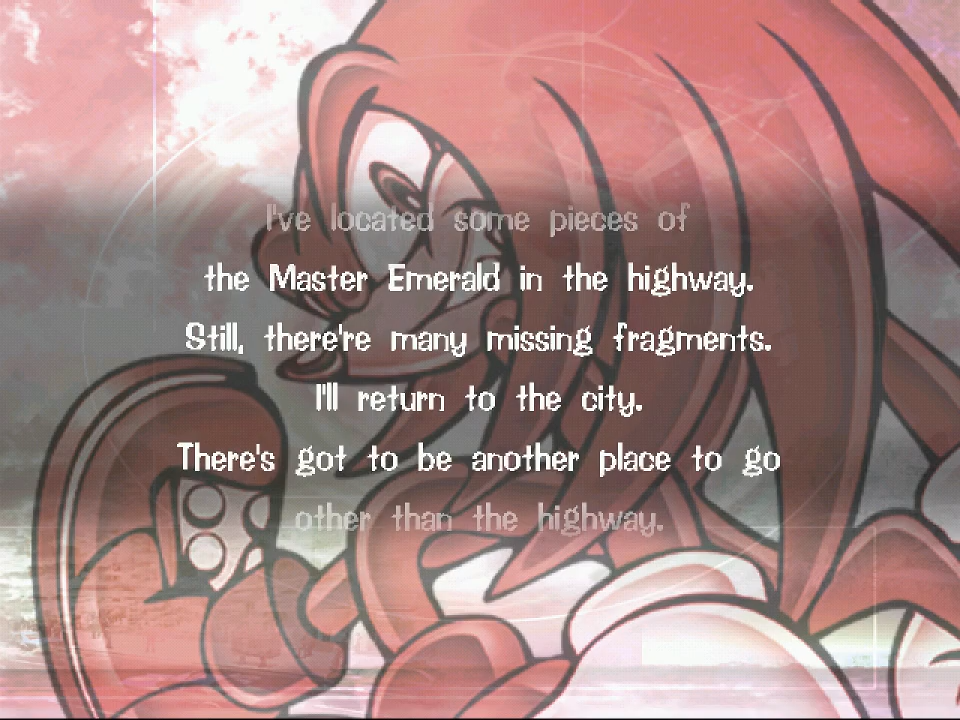 I've located some pieces of
the Master Emerald in the highway.
Still, there're many missing fragments.
I'll return to the city.
There's got to be another place to go
other than the highway.